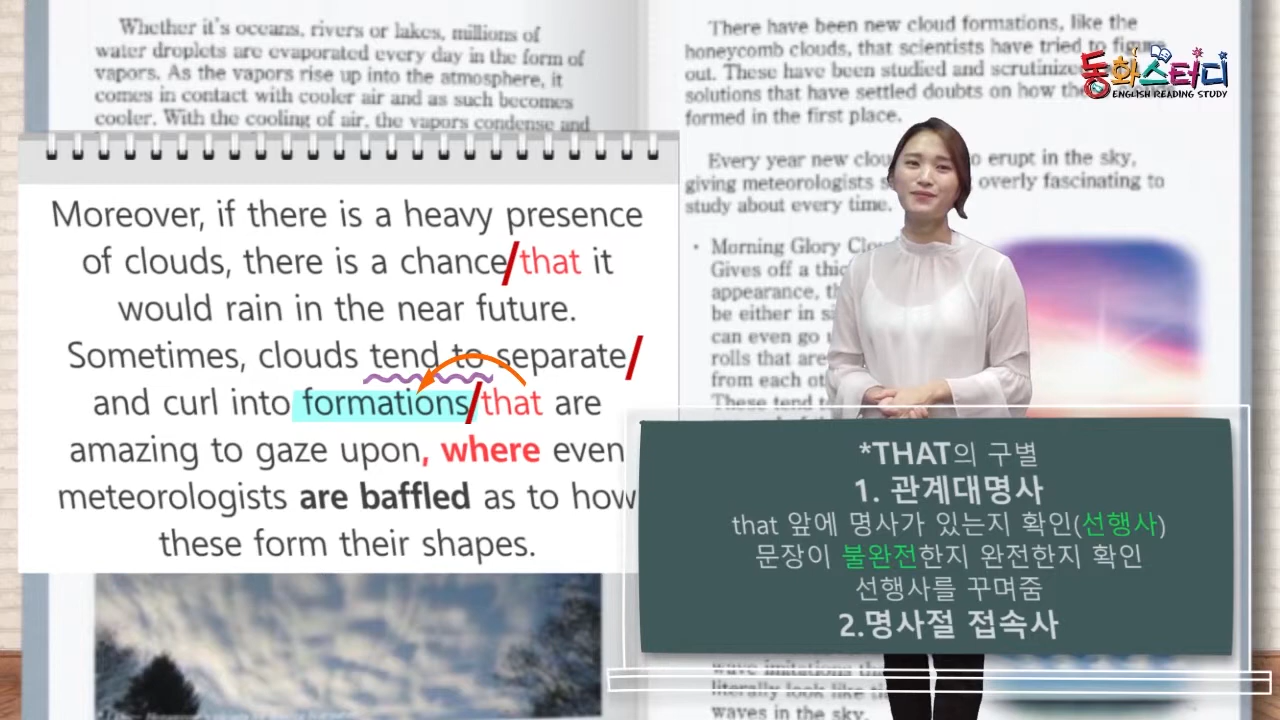 Whether it's oceans, rivers or lakes, millions of
water droplets are evaporated every day in the form of
vapors. As the vapors rise up into the atmosphere, it
comes in contact with cooler air and as such becomes
cooler. With the cooling of air, the vapors condense and
Moreover, if there is a heavy presence
of clouds, there is a chance/that it
would rain in the near future.
Sometimes, clouds tend to separate/
and curl into formations/that are
amazing to gaze upon, where even
meteorologists are baffled as to how
these form their shapes.
There have been new cloud formations, like the
honeycomb clouds, that scientists have tried to figure
out. These have been studied and
solutions that have settled doubts on how
formed in the first place.
Every year new erupt in the sky,
giving meteorologists overly fascinating to
study about every time.
• Morning Glory
Gives off a
appearance,
be either in
can even go
rolls that are
from each
These tend
동화스타디
ENGLISH READING STUDY
*THAT의 구별
1. 관계대명사
that 앞에 명사가 있는지 확인(선행사)
문장이 불완전한지 완전한지 확인
선행사를 꾸며줌
2.명사절 접속사
wave imitations
literally look like
waves in the sky.